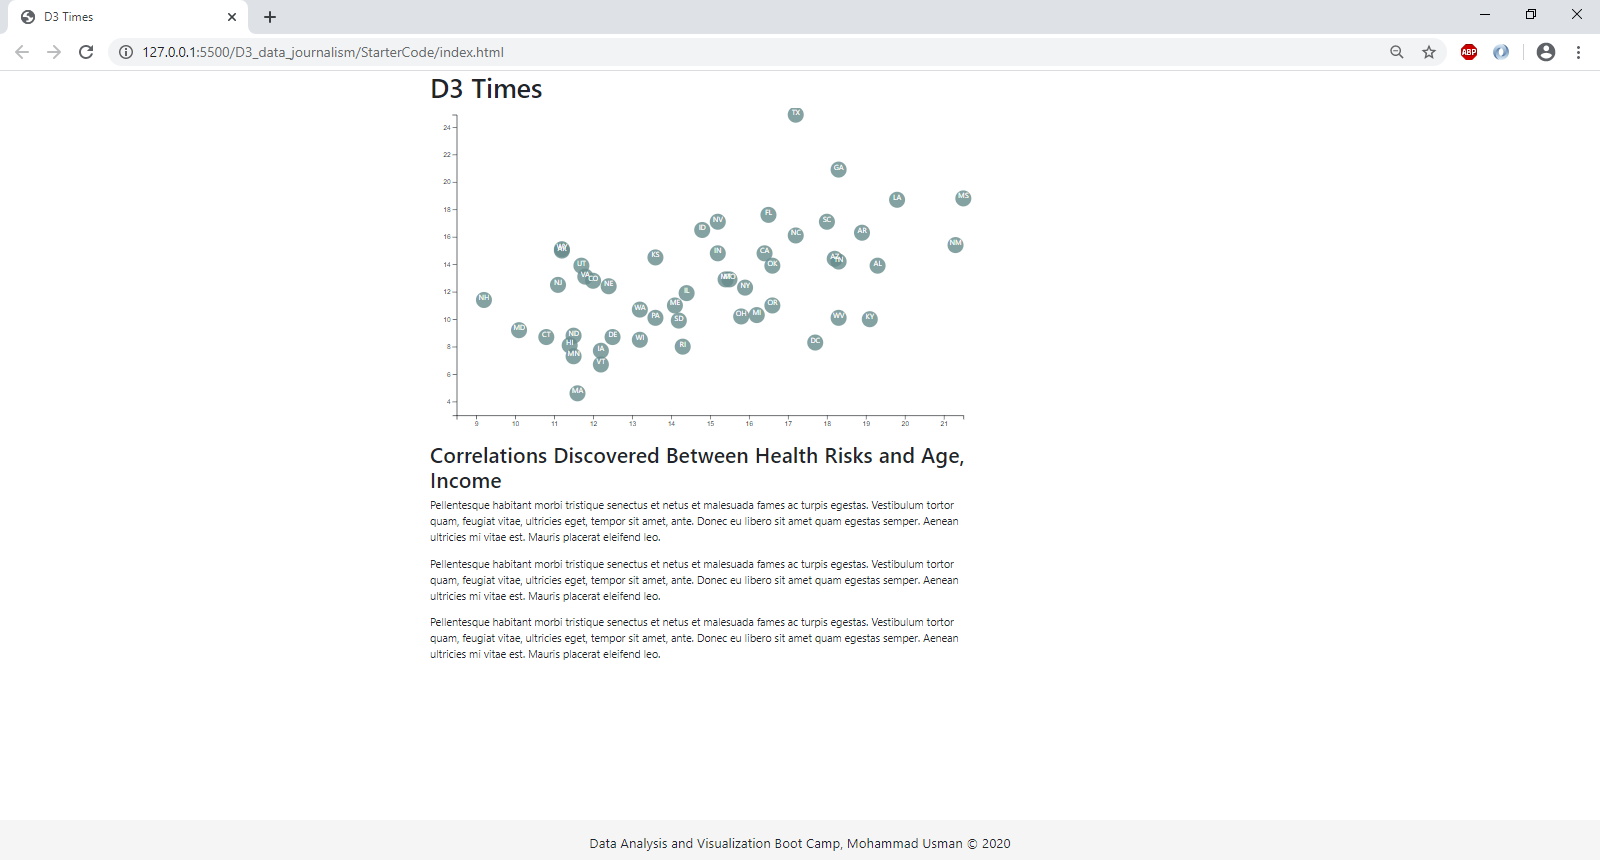 D3 Times
127.0.0.1:5500/D3_data_journalism/StarterCode/index.html
ABP
D3 Times
TX
24
22
GA
20
LA
MS
18
FL
NV
SC
ID
AR
16
NC
NM
KS
IN
CA
14
UT
OK
AL
VA
CO
NJ
NE
NY
12
IL
NH
ME
OR
WA
PA
SD
OH
MI
WV
KY
10
MD
CT
ND
DE
WI
HI
RI
DC
8
MN
IA
VT
6
MA
4
9 10 11 12 13 14 15 16 17 18 19 20 21
Correlations Discovered Between Health Risks and Age,
Income
Pellentesque habitant morbi tristique senectus et netus et malesuada fames ac turpis egestas. Vestibulum tortor
quam, feugiat vitae, ultricies eget, tempor sit amet, ante. Donec eu libero sit amet quam egestas semper. Aenean
ultricies mi vitae est. Mauris placerat eleifend leo.
Pellentesque habitant morbi tristique senectus et netus et malesuada fames ac turpis egestas. Vestibulum tortor
quam, feugiat vitae, ultricies eget, tempor sit amet, ante. Donec eu libero sit amet quam egestas semper. Aenean
ultricies mi vitae est. Mauris placerat eleifend leo.
Pellentesque habitant morbi tristique senectus et netus et malesuada fames ac turpis egestas. Vestibulum tortor
quam, feugiat vitae, ultricies eget, tempor sit amet, ante. Donec eu libero sit amet quam egestas semper. Aenean
ultricies mi vitae est. Mauris placerat eleifend leo.
Data Analysis and Visualization Boot Camp, Mohammad Usman © 2020